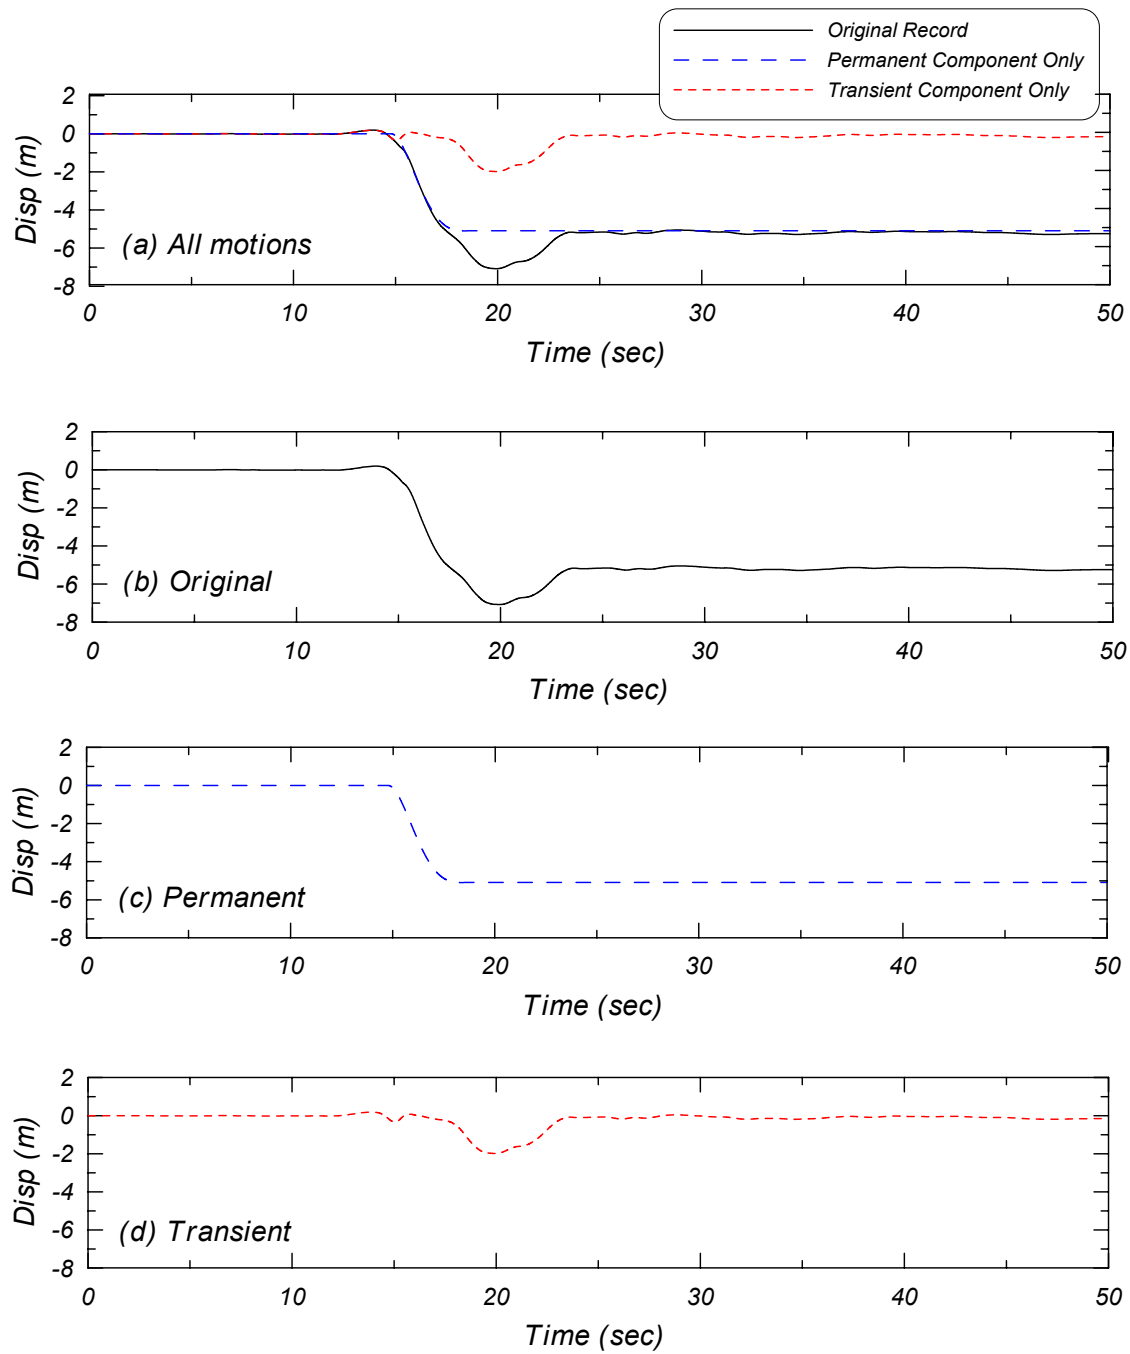 Original Record
Permanent Component Only
Transient Component Only
2
0
-2
-4
-6
-8
Disp (m)
(a) All motions
0 10 20 30 40 50
Time (sec)
2
0
-2
-4
-6
-8
Disp (m)
(b) Original
0 10 20 30 40 50
Time (sec)
2
0
-2
-4
-6
-8
Disp (m)
(c) Permanent
0 10 20 30 40 50
Time (sec)
2
0
-2
-4
-6
-8
Disp (m)
(d) Transient
0 10 20 30 40 50
Time (sec)